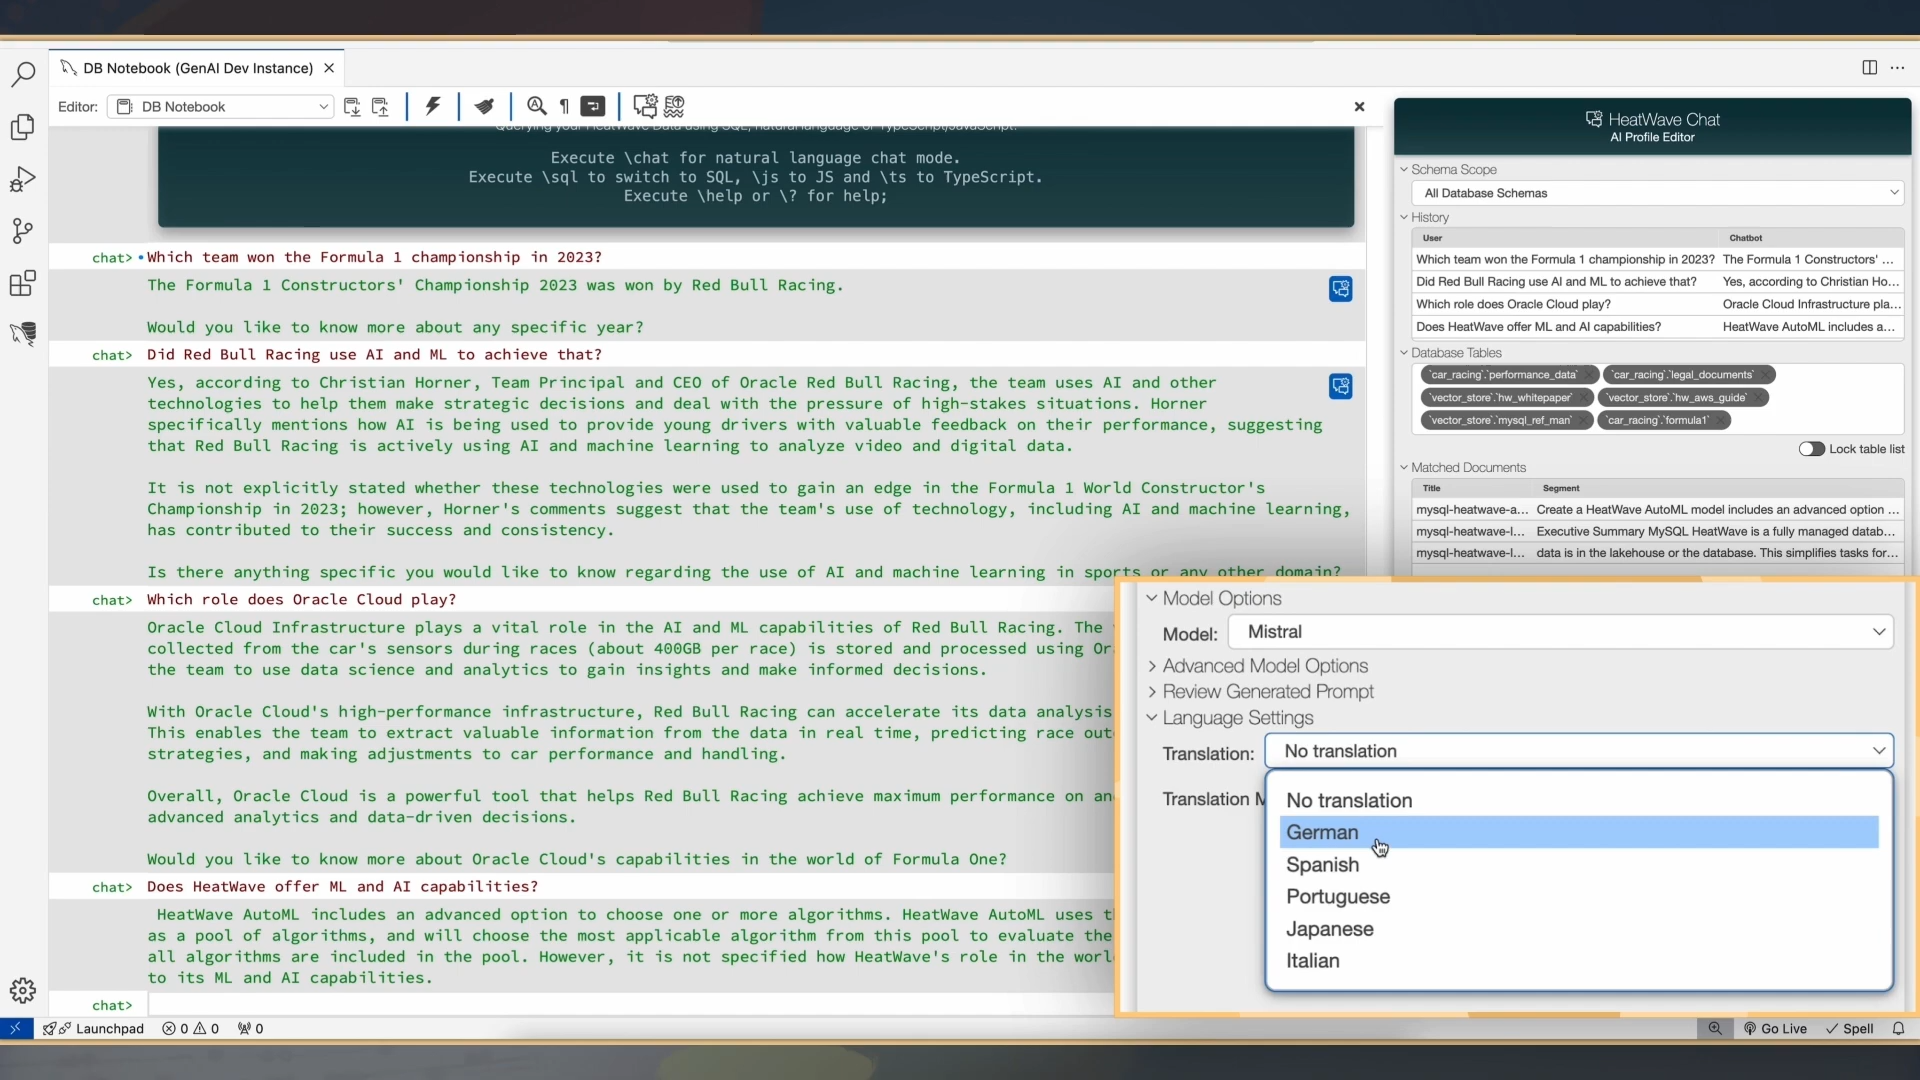 DB Notebook (GenAI Dev Instance)
Editor: DB Notebook
Querying your HeatWave Data using SQL, natural language or TypeScript/JavaScript.
Execute \chat for natural language chat mode.
Execute \sql to switch to SQL, \js to JS and \ts to TypeScript.
Execute \help or \? for help;
chat> Which team won the Formula 1 championship in 2023?
The Formula 1 Constructors' Championship 2023 was won by Red Bull Racing.
Would you like to know more about any specific year?
chat> Did Red Bull Racing use AI and ML to achieve that?
Yes, according to Christian Horner, Team Principal and CEO of Oracle Red Bull Racing, the team uses AI and other
technologies to help them make strategic decisions and deal with the pressure of high-stakes situations. Horner
specifically mentions how AI is being used to provide young drivers with valuable feedback on their performance, suggesting
that Red Bull Racing is actively using AI and machine learning to analyze video and digital data.
It is not explicitly stated whether these technologies were used to gain an edge in the Formula 1 World Constructor's
Championship in 2023; however, Horner's comments suggest that the team's use of technology, including AI and machine learning,
has contributed to their success and consistency.
Is there anything specific you would like to know regarding the use of AI and machine learning in sports or any other domain?
chat> Which role does Oracle Cloud play?
Oracle Cloud Infrastructure plays a vital role in the AI and ML capabilities of Red Bull Racing. The
collected from the car's sensors during races (about 400GB per race) is stored and processed using Or
the team to use data science and analytics to gain insights and make informed decisions.
With Oracle Cloud's high-performance infrastructure, Red Bull Racing can accelerate its data analysis
This enables the team to extract valuable information from the data in real time, predicting race out
strategies, and making adjustments to car performance and handling.
Overall, Oracle Cloud is a powerful tool that helps Red Bull Racing achieve maximum performance on an
advanced analytics and data-driven decisions.
Would you like to know more about Oracle Cloud's capabilities in the world of Formula One?
chat> Does HeatWave offer ML and AI capabilities?
HeatWave AutoML includes an advanced option to choose one or more algorithms. HeatWave AutoML uses t
as a pool of algorithms, and will choose the most applicable algorithm from this pool to evaluate the
all algorithms are included in the pool. However, it is not specified how HeatWave's role in the worl
to its ML and AI capabilities.
chat>
Launchpad 0 0 0
Go Live Spell
HeatWave Chat
AI Profile Editor
Schema Scope
All Database Schemas
History
User Chatbot
Which team won the Formula 1 championship in 2023? The Formula 1 Constructors' ...
Did Red Bull Racing use AI and ML to achieve that? Yes, according to Christian Ho...
Which role does Oracle Cloud play? Oracle Cloud Infrastructure pla...
Does HeatWave offer ML and AI capabilities? HeatWave AutoML includes a...
Database Tables
`car_racing`.`performance_data` `car_racing`.`legal_documents`
`vector_store`.`hw_whitepaper` `vector_store`.`hw_aws_guide`
`vector_store`.`mysql_ref_man` `car_racing`.`formula1`
Lock table list
Matched Documents
Title Segment
mysql-heatwave-a... Create a HeatWave AutoML model includes an advanced option ...
mysql-heatwave-l... Executive Summary MySQL HeatWave is a fully managed datab...
mysql-heatwave-l... data is in the lakehouse or the database. This simplifies tasks for...
Model Options
Model: Mistral
Advanced Model Options
Review Generated Prompt
Language Settings
Translation: No translation
Translation M
No translation
German
Spanish
Portuguese
Japanese
Italian